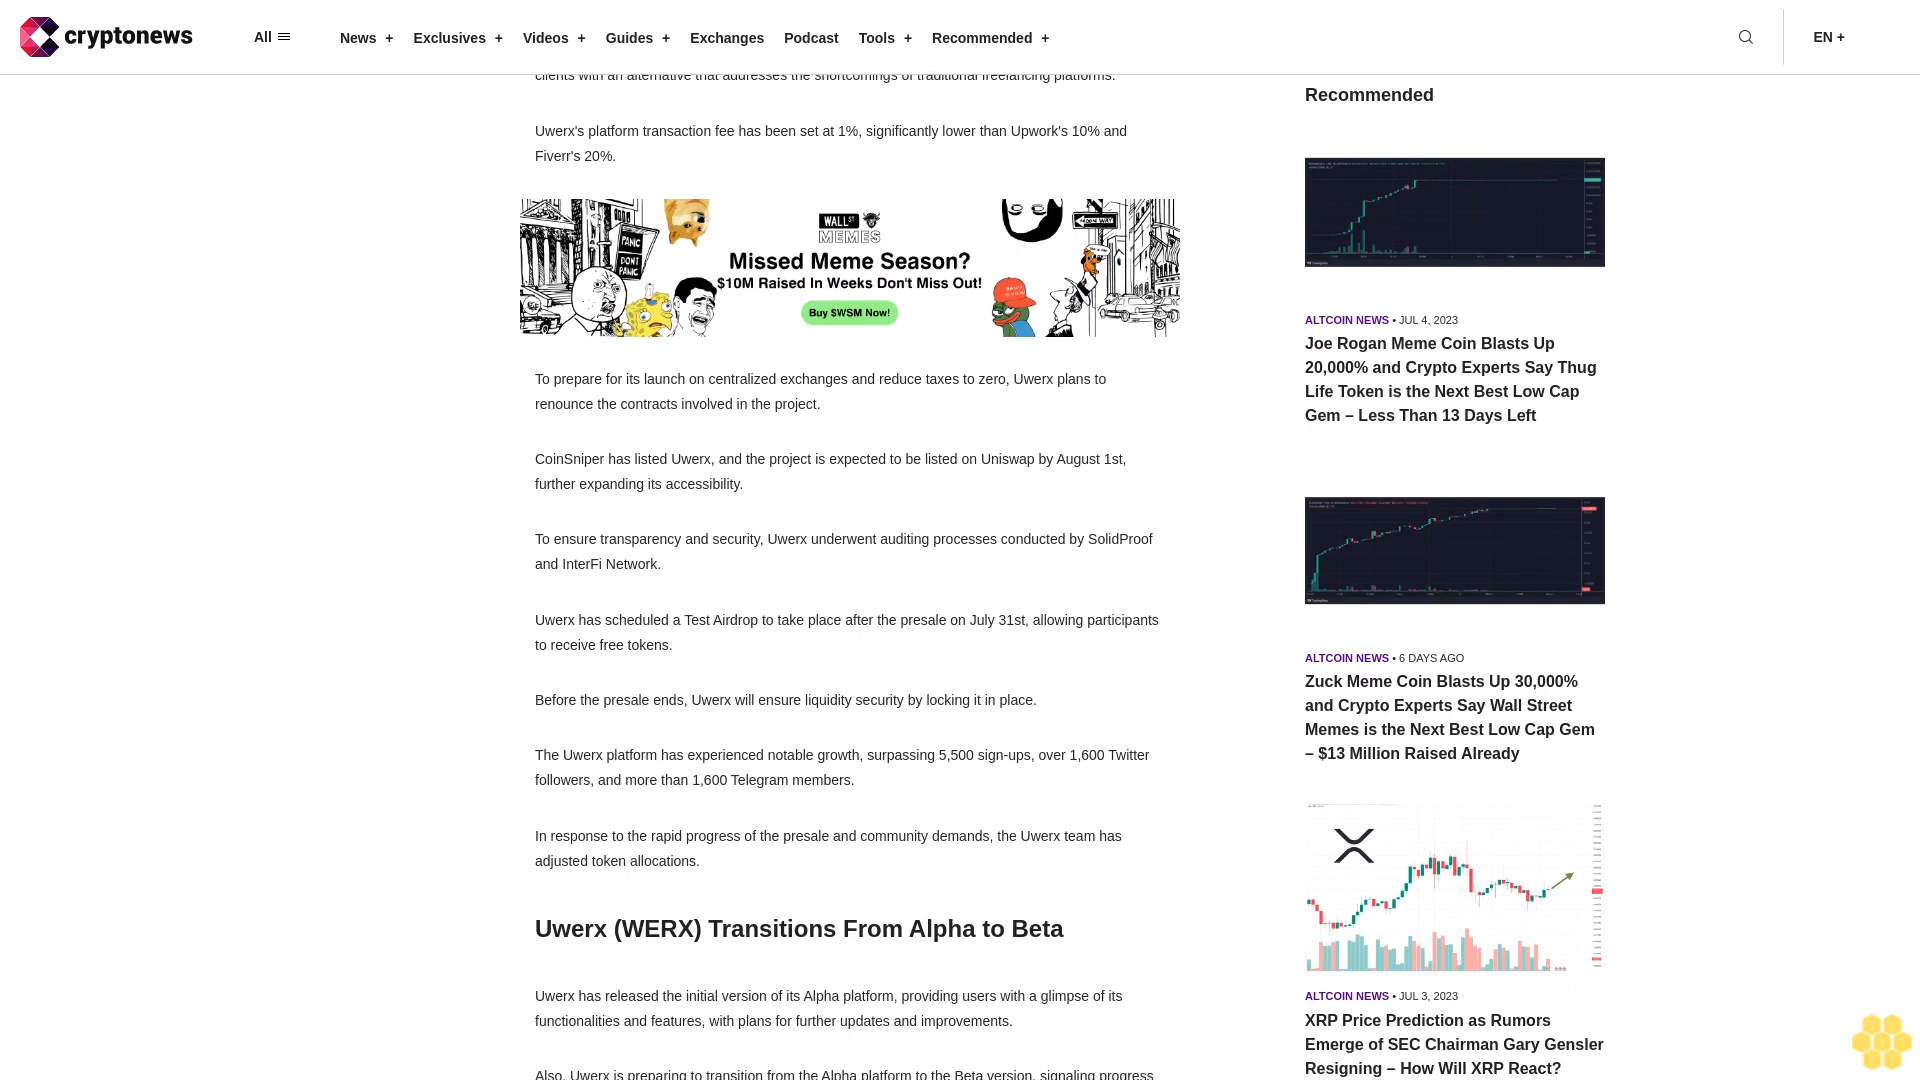 cryptonews
All
News +
Exclusives +
Videos +
Guides +
Exchanges
Podcast
Tools +
Recommended +
EN +
clients with an alternative that addresses the shortcomings of traditional freelancing platforms.
Uwerx's platform transaction fee has been set at 1%, significantly lower than Upwork's 10% and
Fiverr's 20%.
PANIC
DONT
PANIC
WALL ST
MEMES
Missed Meme Season?
$10M Raised In Weeks Don't Miss Out!
Buy $WSM Now!
To prepare for its launch on centralized exchanges and reduce taxes to zero, Uwerx plans to
renounce the contracts involved in the project.
CoinSniper has listed Uwerx, and the project is expected to be listed on Uniswap by August 1st,
further expanding its accessibility.
To ensure transparency and security, Uwerx underwent auditing processes conducted by SolidProof
and InterFi Network.
Uwerx has scheduled a Test Airdrop to take place after the presale on July 31st, allowing participants
to receive free tokens.
Before the presale ends, Uwerx will ensure liquidity security by locking it in place.
The Uwerx platform has experienced notable growth, surpassing 5,500 sign-ups, over 1,600 Twitter
followers, and more than 1,600 Telegram members.
In response to the rapid progress of the presale and community demands, the Uwerx team has
adjusted token allocations.
Uwerx (WERX) Transitions From Alpha to Beta
Uwerx has released the initial version of its Alpha platform, providing users with a glimpse of its
functionalities and features, with plans for further updates and improvements.
Also, Uwerx is preparing to transition from the Alpha platform to the Beta version, signaling progress
Recommended
ALTCOIN NEWS • JUL 4, 2023
Joe Rogan Meme Coin Blasts Up
20,000% and Crypto Experts Say Thug
Life Token is the Next Best Low Cap
Gem – Less Than 13 Days Left
ALTCOIN NEWS • 6 DAYS AGO
Zuck Meme Coin Blasts Up 30,000%
and Crypto Experts Say Wall Street
Memes is the Next Best Low Cap Gem
– $13 Million Raised Already
ALTCOIN NEWS • JUL 3, 2023
XRP Price Prediction as Rumors
Emerge of SEC Chairman Gary Gensler
Resigning – How Will XRP React?